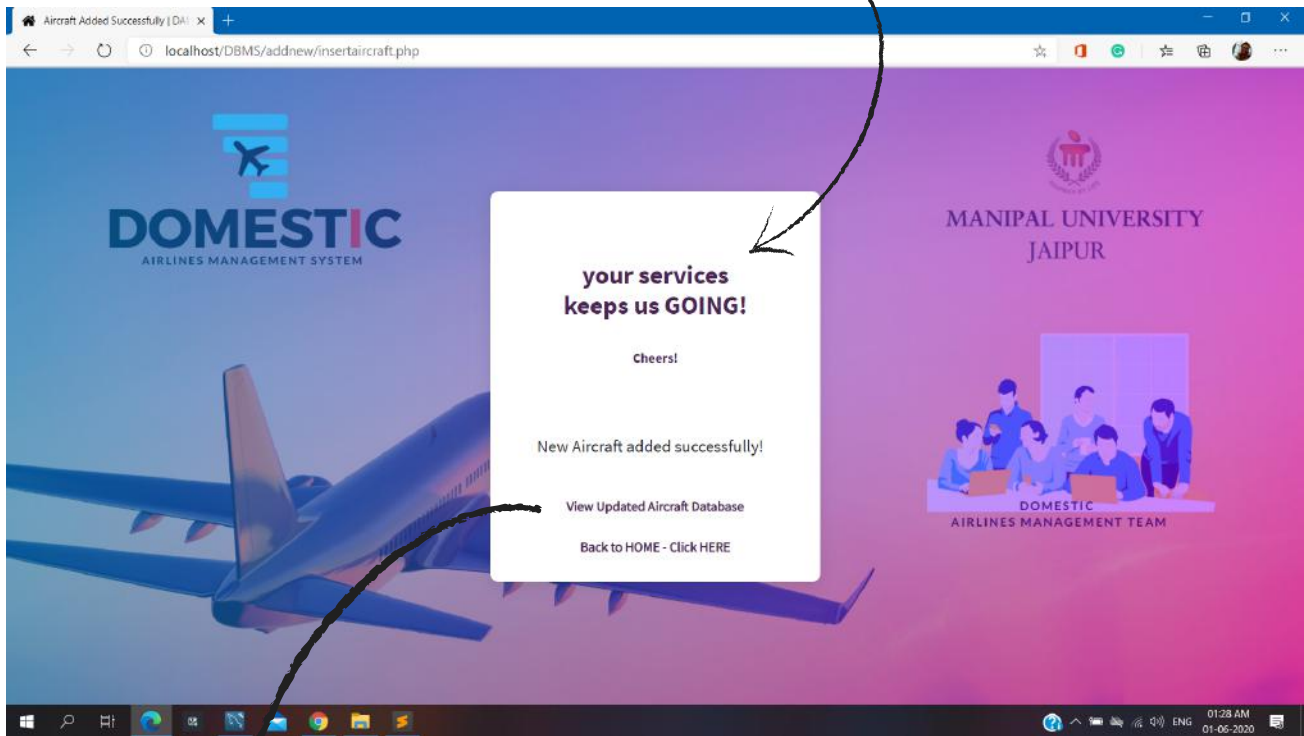 Aircraft Added Successfully | DA
localhost/DBMS/addnew/insertaircraft.php
DOMESTIC
AIRLINES MANAGEMENT SYSTEM
your services
keeps us GOING!
Cheers!
New Aircraft added successfully!
View Updated Aircraft Database
Back to HOME - Click HERE
MANIPAL UNIVERSITY
JAIPUR
DOMESTIC
AIRLINES MANAGEMENT TEAM
ENG
01:28 AM
01-06-2020